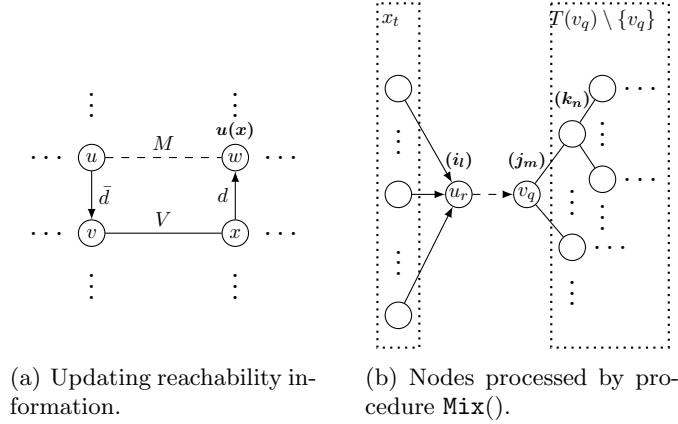 u(x)
u M w
d̄ d
v V x
(a) Updating reachability in-
formation.
x_t T(v_q) \ {v_q}
(k_n)
(i_l) (j_m)
u_r v_q
(b) Nodes processed by pro-
cedure Mix().